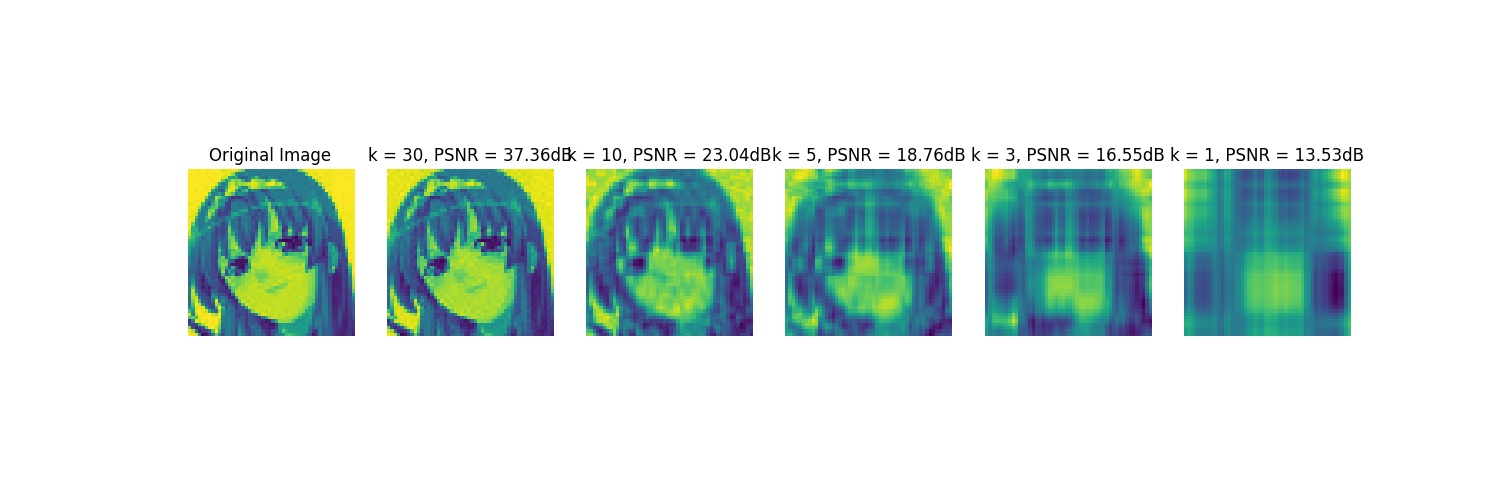 Original Image
k = 30, PSNR = 37.36dB
k = 10, PSNR = 23.04dB
k = 5, PSNR = 18.76dB
k = 3, PSNR = 16.55dB
k = 1, PSNR = 13.53dB